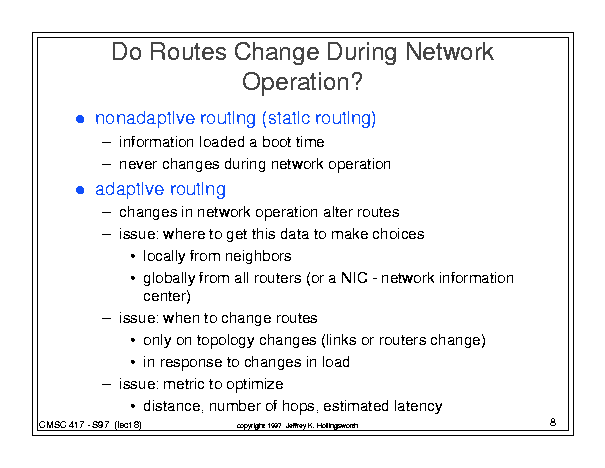 Do Routes Change During Network
Operation?
● nonadaptive routing (static routing)
– information loaded a boot time
– never changes during network operation
● adaptive routing
– changes in network operation alter routes
– issue: where to get this data to make choices
• locally from neighbors
• globally from all routers (or a NIC - network information
center)
– issue: when to change routes
• only on topology changes (links or routers change)
• in response to changes in load
– issue: metric to optimize
• distance, number of hops, estimated latency
CMSC 417 - S97 (lect8)
copyright 1997 Jeffrey K. Hollingsworth
8